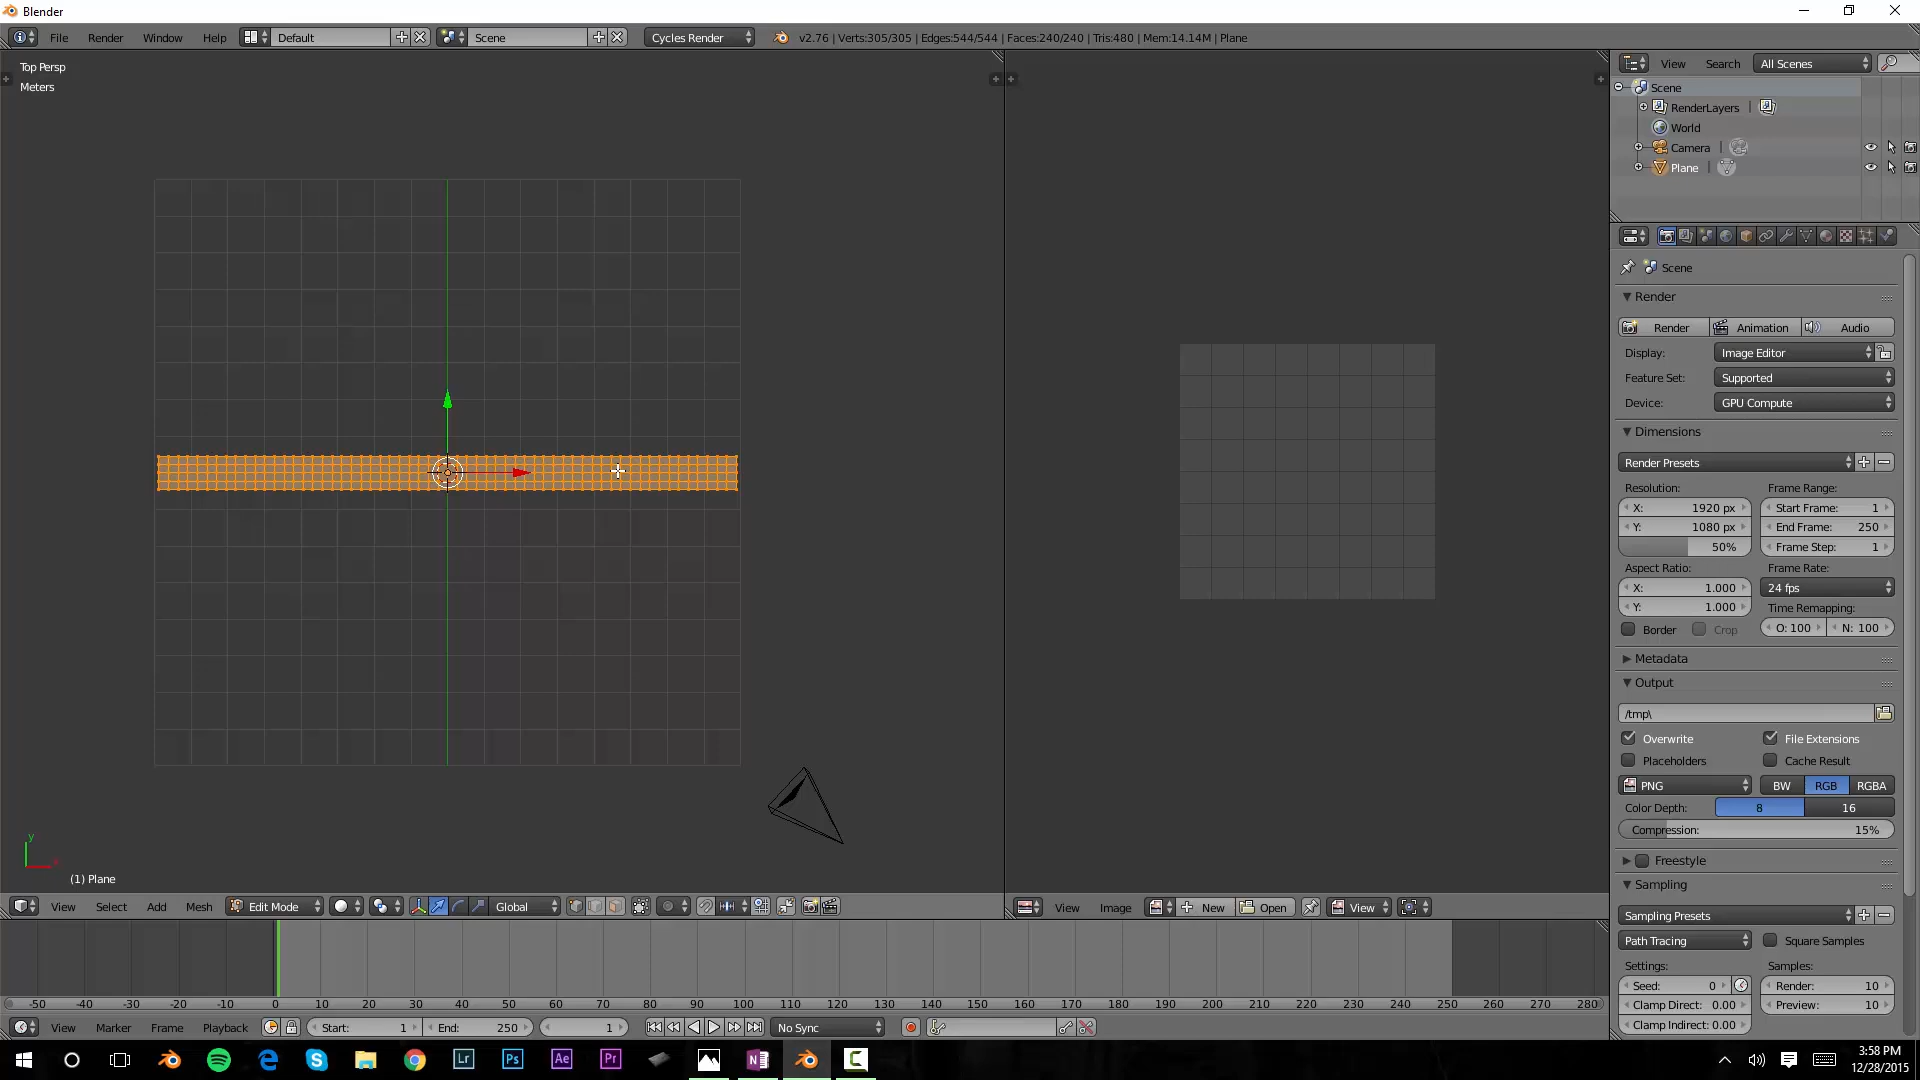 Blender
File Render Window Help Default Scene Cycles Render v2.76 | Verts:305/305 | Edges:544/544 | Faces:240/240 | Tris:480 | Mem:14.14M | Plane
Top Persp
Meters
y
x
(1) Plane
View Select Add Mesh Edit Mode Global
View Image New Open View
View Search All Scenes
Scene
RenderLayers
World
Camera
Plane
Scene
Render
Render Animation Audio
Display: Image Editor
Feature Set: Supported
Device: GPU Compute
Dimensions
Render Presets
Resolution: Frame Range:
X: 1920 px Start Frame: 1
Y: 1080 px End Frame: 250
50% Frame Step: 1
Aspect Ratio: Frame Rate:
X: 1.000 24 fps
Y: 1.000 Time Remapping:
Border Crop O: 100 N: 100
Metadata
Output
/tmp\
Overwrite File Extensions
Placeholders Cache Result
PNG BW RGB RGBA
Color Depth: 8 16
Compression: 15%
Freestyle
Sampling
Sampling Presets
Path Tracing Square Samples
Settings: Samples:
Seed: 0 Render: 10
Clamp Direct: 0.00 Preview: 10
Clamp Indirect: 0.00
-50 -40 -30 -20 -10 0 10 20 30 40 50 60 70 80 90 100 110 120 130 140 150 160 170 180 190 200 210 220 230 240 250 260 270 280
View Marker Frame Playback Start: 1 End: 250 1 No Sync
Lr Ps Ae Pr N C
3:58 PM
12/28/2015